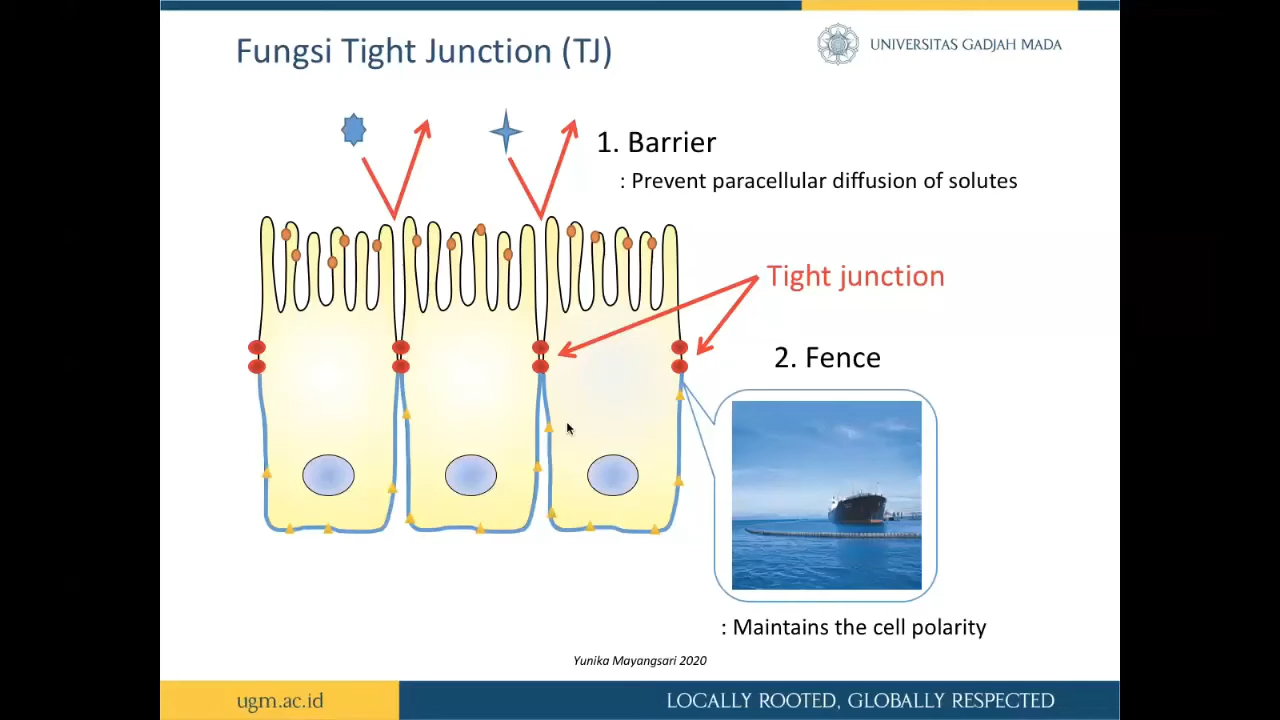 Fungsi Tight Junction (TJ)
UNIVERSITAS GADJAH MADA
1. Barrier
: Prevent paracellular diffusion of solutes
Tight junction
2. Fence
: Maintains the cell polarity
Yunika Mayangsari 2020
ugm.ac.id
LOCALLY ROOTED, GLOBALLY RESPECTED